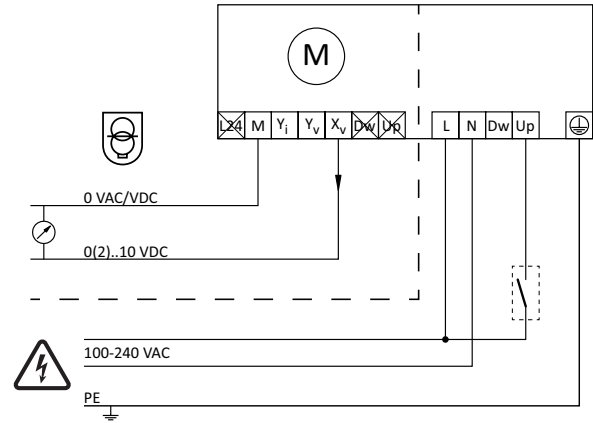 M
L24 M Yi Yv Xv Dw Up L N Dw Up
0 VAC/VDC
0(2)..10 VDC
100-240 VAC
PE